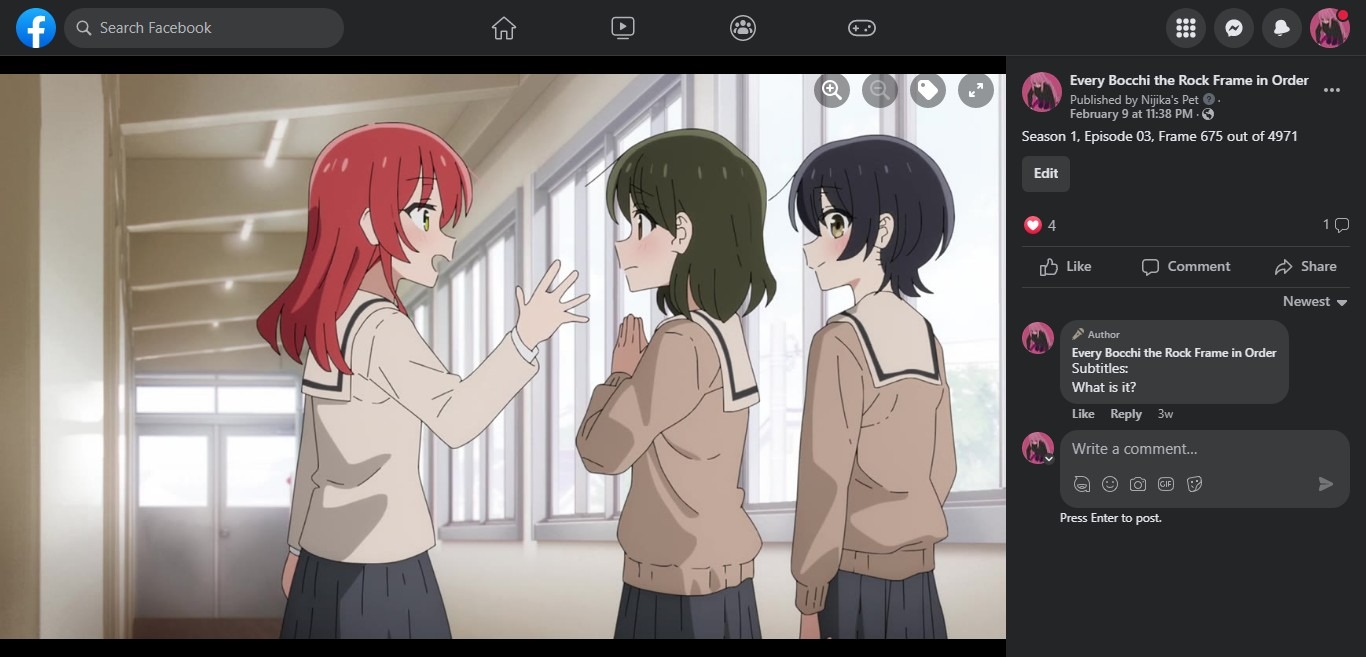 Search Facebook
Every Bocchi the Rock Frame in Order
Published by Nijika's Pet ·
February 9 at 11:38 PM ·
Season 1, Episode 03, Frame 675 out of 4971
Edit
4
1
Like
Comment
Share
Newest
Author
Every Bocchi the Rock Frame in Order
Subtitles:
What is it?
Like Reply 3w
Write a comment...
GIF
Press Enter to post.